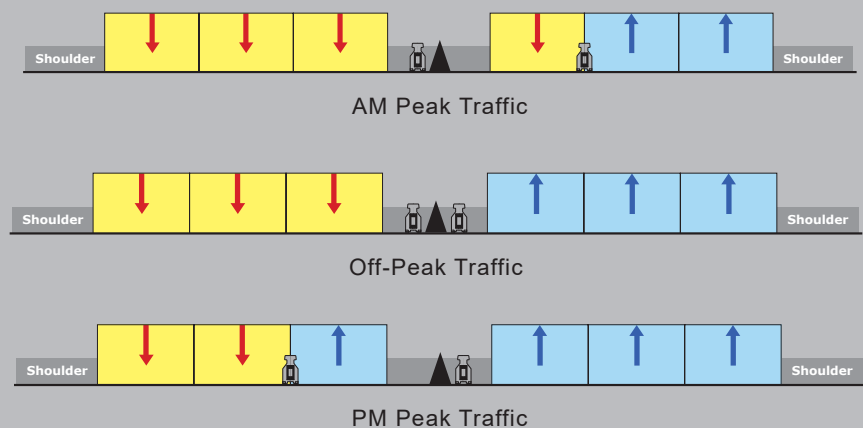 Shoulder
Shoulder
AM Peak Traffic
Shoulder
Shoulder
Off-Peak Traffic
Shoulder
Shoulder
PM Peak Traffic